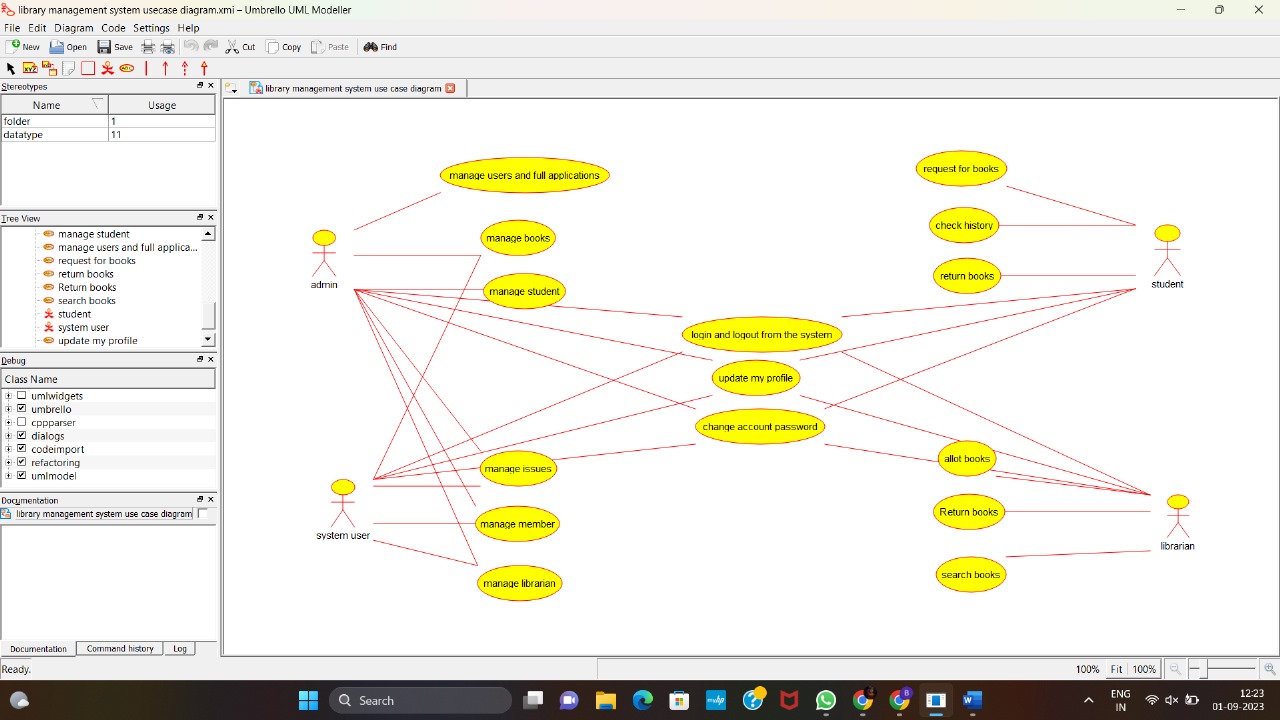 library management system usecase diagram.xmi – Umbrello UML Modeller
File Edit Diagram Code Settings Help
New Open Save Cut Copy Paste Find
XYZ
Stereotypes
Name Usage
folder 1
datatype 11
Tree View
manage student
manage users and full applica...
request for books
return books
Return books
search books
student
system user
update my profile
Debug
Class Name
umlwidgets
umbrello
cppparser
dialogs
codeimport
refactoring
umlmodel
Documentation
library management system use case diagram
Documentation Command history Log
library management system use case diagram
manage users and full applications
request for books
manage books
check history
admin
student
manage student
return books
login and logout from the system
update my profile
change account password
manage issues
allot books
system user
manage member
Return books
librarian
manage librarian
search books
Ready.
100% Fit 100%
Search
hp
W
ENG
IN
12:23
01-09-2023